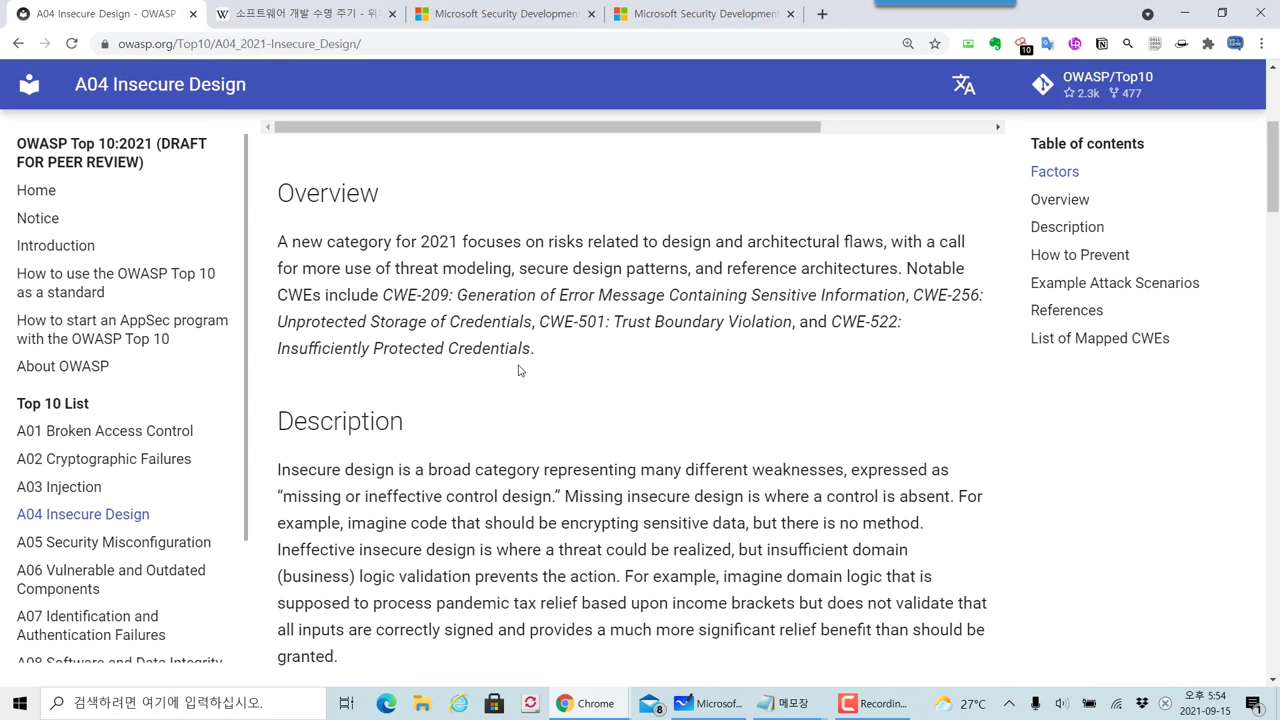 A04 Insecure Design - OWASP
소프트웨어 개발 수명 주기 - 위
Microsoft Security Development
Microsoft Security Development
owasp.org/Top10/A04_2021-Insecure_Design/
10
A04 Insecure Design
OWASP/Top10
2.3k 477
OWASP Top 10:2021 (DRAFT
FOR PEER REVIEW)
Home
Notice
Introduction
How to use the OWASP Top 10
as a standard
How to start an AppSec program
with the OWASP Top 10
About OWASP
Top 10 List
A01 Broken Access Control
A02 Cryptographic Failures
A03 Injection
A04 Insecure Design
A05 Security Misconfiguration
A06 Vulnerable and Outdated
Components
A07 Identification and
Authentication Failures
A08 Software and Data Integrity
Overview
A new category for 2021 focuses on risks related to design and architectural flaws, with a call
for more use of threat modeling, secure design patterns, and reference architectures. Notable
CWEs include CWE-209: Generation of Error Message Containing Sensitive Information, CWE-256:
Unprotected Storage of Credentials, CWE-501: Trust Boundary Violation, and CWE-522:
Insufficiently Protected Credentials.
Description
Insecure design is a broad category representing many different weaknesses, expressed as
“missing or ineffective control design.” Missing insecure design is where a control is absent. For
example, imagine code that should be encrypting sensitive data, but there is no method.
Ineffective insecure design is where a threat could be realized, but insufficient domain
(business) logic validation prevents the action. For example, imagine domain logic that is
supposed to process pandemic tax relief based upon income brackets but does not validate that
all inputs are correctly signed and provides a much more significant relief benefit than should be
granted.
Table of contents
Factors
Overview
Description
How to Prevent
Example Attack Scenarios
References
List of Mapped CWEs
검색하려면 여기에 입력하십시오.
Chrome
8
Microsof...
메모장
Recordin...
27°C
오후 5:54
2021-09-15
1